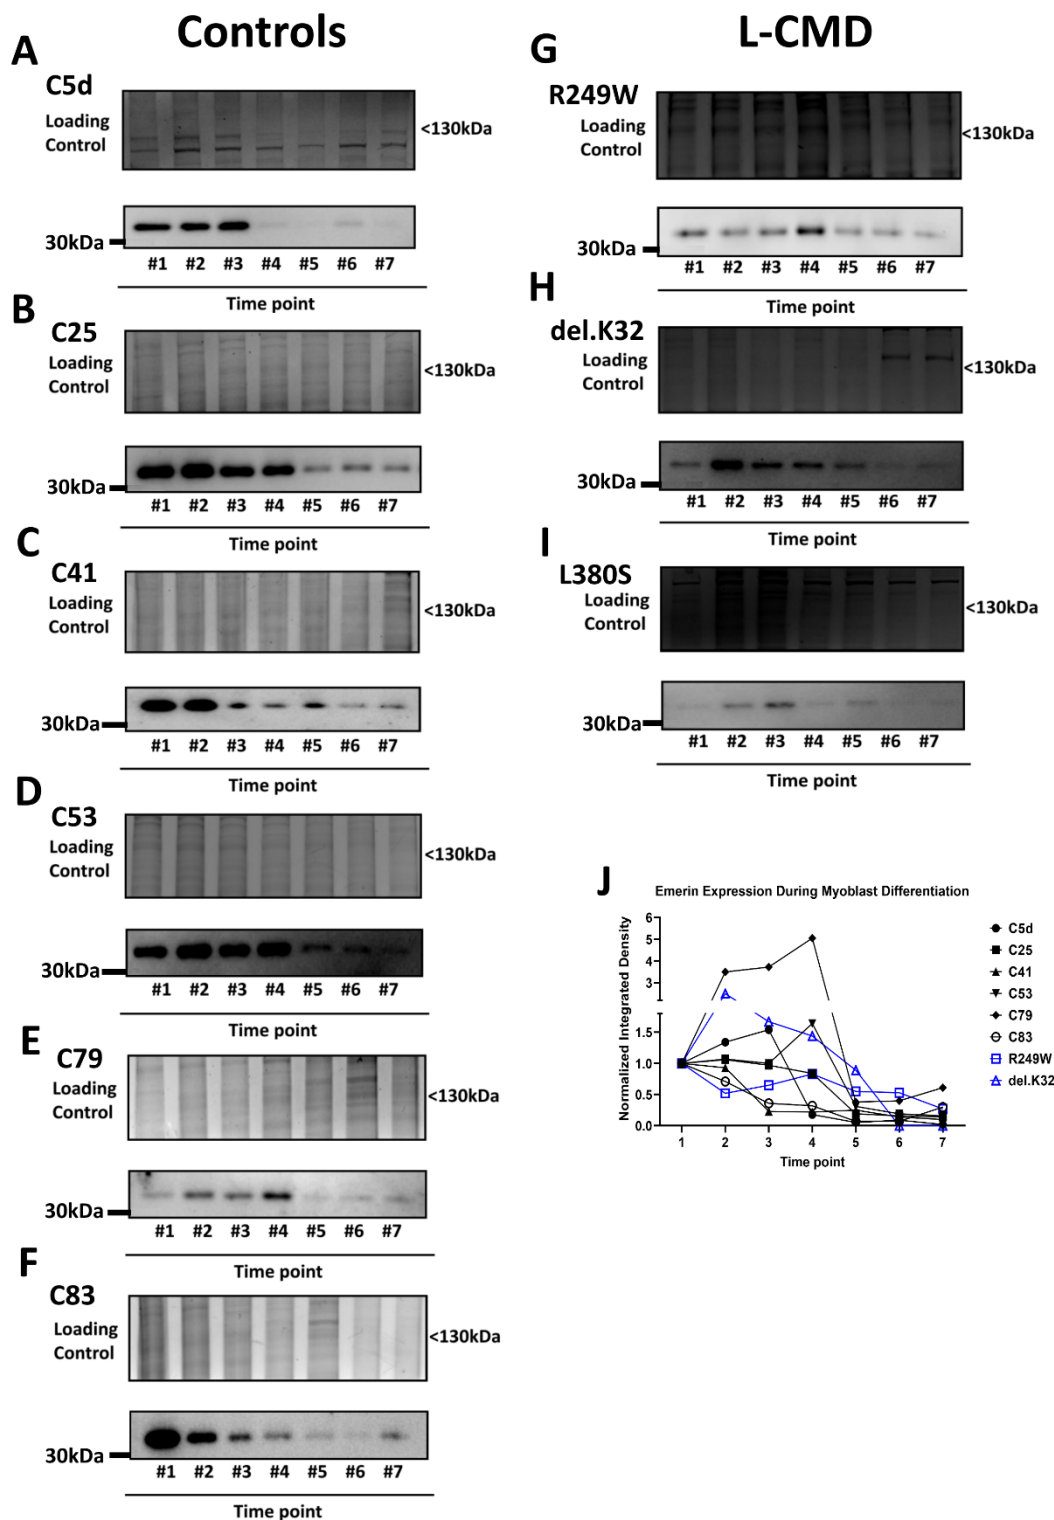 Controls
A
C5d
Loading
Control
<130kDa
30kDa
#1 #2 #3 #4 #5 #6 #7
Time point
B
C25
Loading
Control
<130kDa
30kDa
#1 #2 #3 #4 #5 #6 #7
Time point
C
C41
Loading
Control
<130kDa
30kDa
#1 #2 #3 #4 #5 #6 #7
Time point
D
C53
Loading
Control
<130kDa
30kDa
#1 #2 #3 #4 #5 #6 #7
Time point
E
C79
Loading
Control
<130kDa
30kDa
#1 #2 #3 #4 #5 #6 #7
Time point
F
C83
Loading
Control
<130kDa
30kDa
#1 #2 #3 #4 #5 #6 #7
Time point
L-CMD
G
R249W
Loading
Control
<130kDa
30kDa
#1 #2 #3 #4 #5 #6 #7
Time point
H
del.K32
Loading
Control
<130kDa
30kDa
#1 #2 #3 #4 #5 #6 #7
Time point
I
L380S
Loading
Control
<130kDa
30kDa
#1 #2 #3 #4 #5 #6 #7
Time point
J
Emerin Expression During Myoblast Differentiation
Normalized Integrated Density
6
5
4
3
1.5
1.0
0.5
0.0
1 2 3 4 5 6 7
Time point
C5d
C25
C41
C53
C79
C83
R249W
del.K32